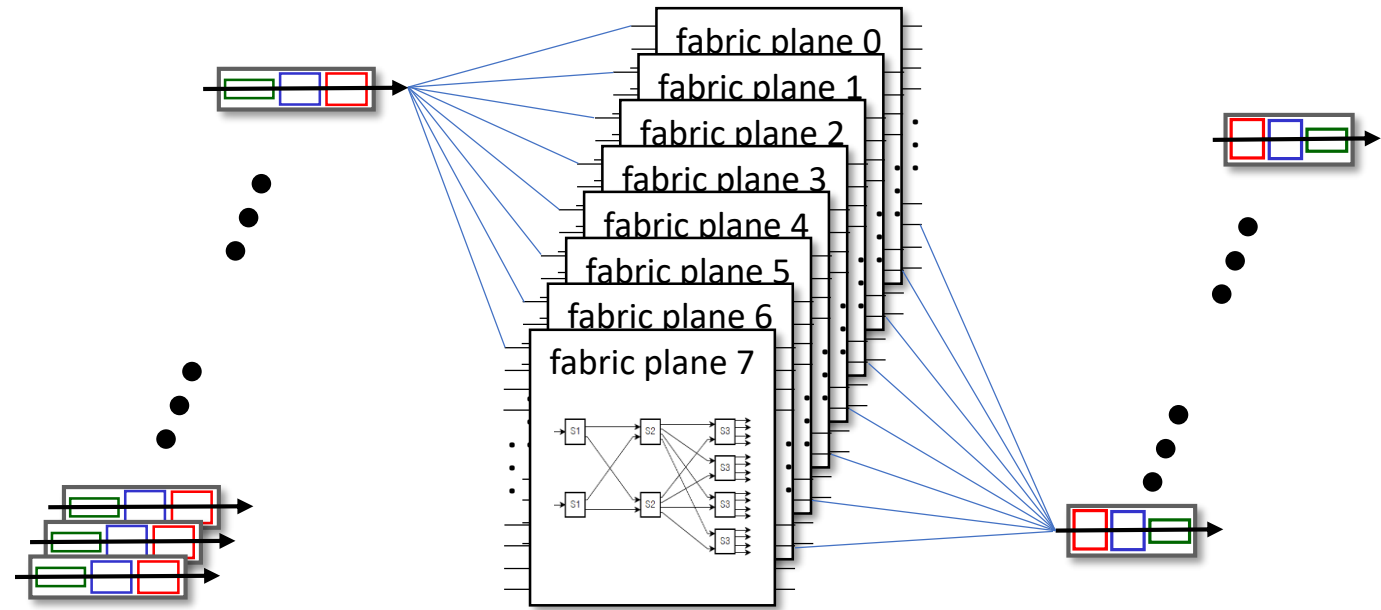 fabric plane 0
fabric plane 1
fabric plane 2
fabric plane 3
fabric plane 4
fabric plane 5
fabric plane 6
fabric plane 7
S1 S2 S3
S3
S1 S2 S3
S3